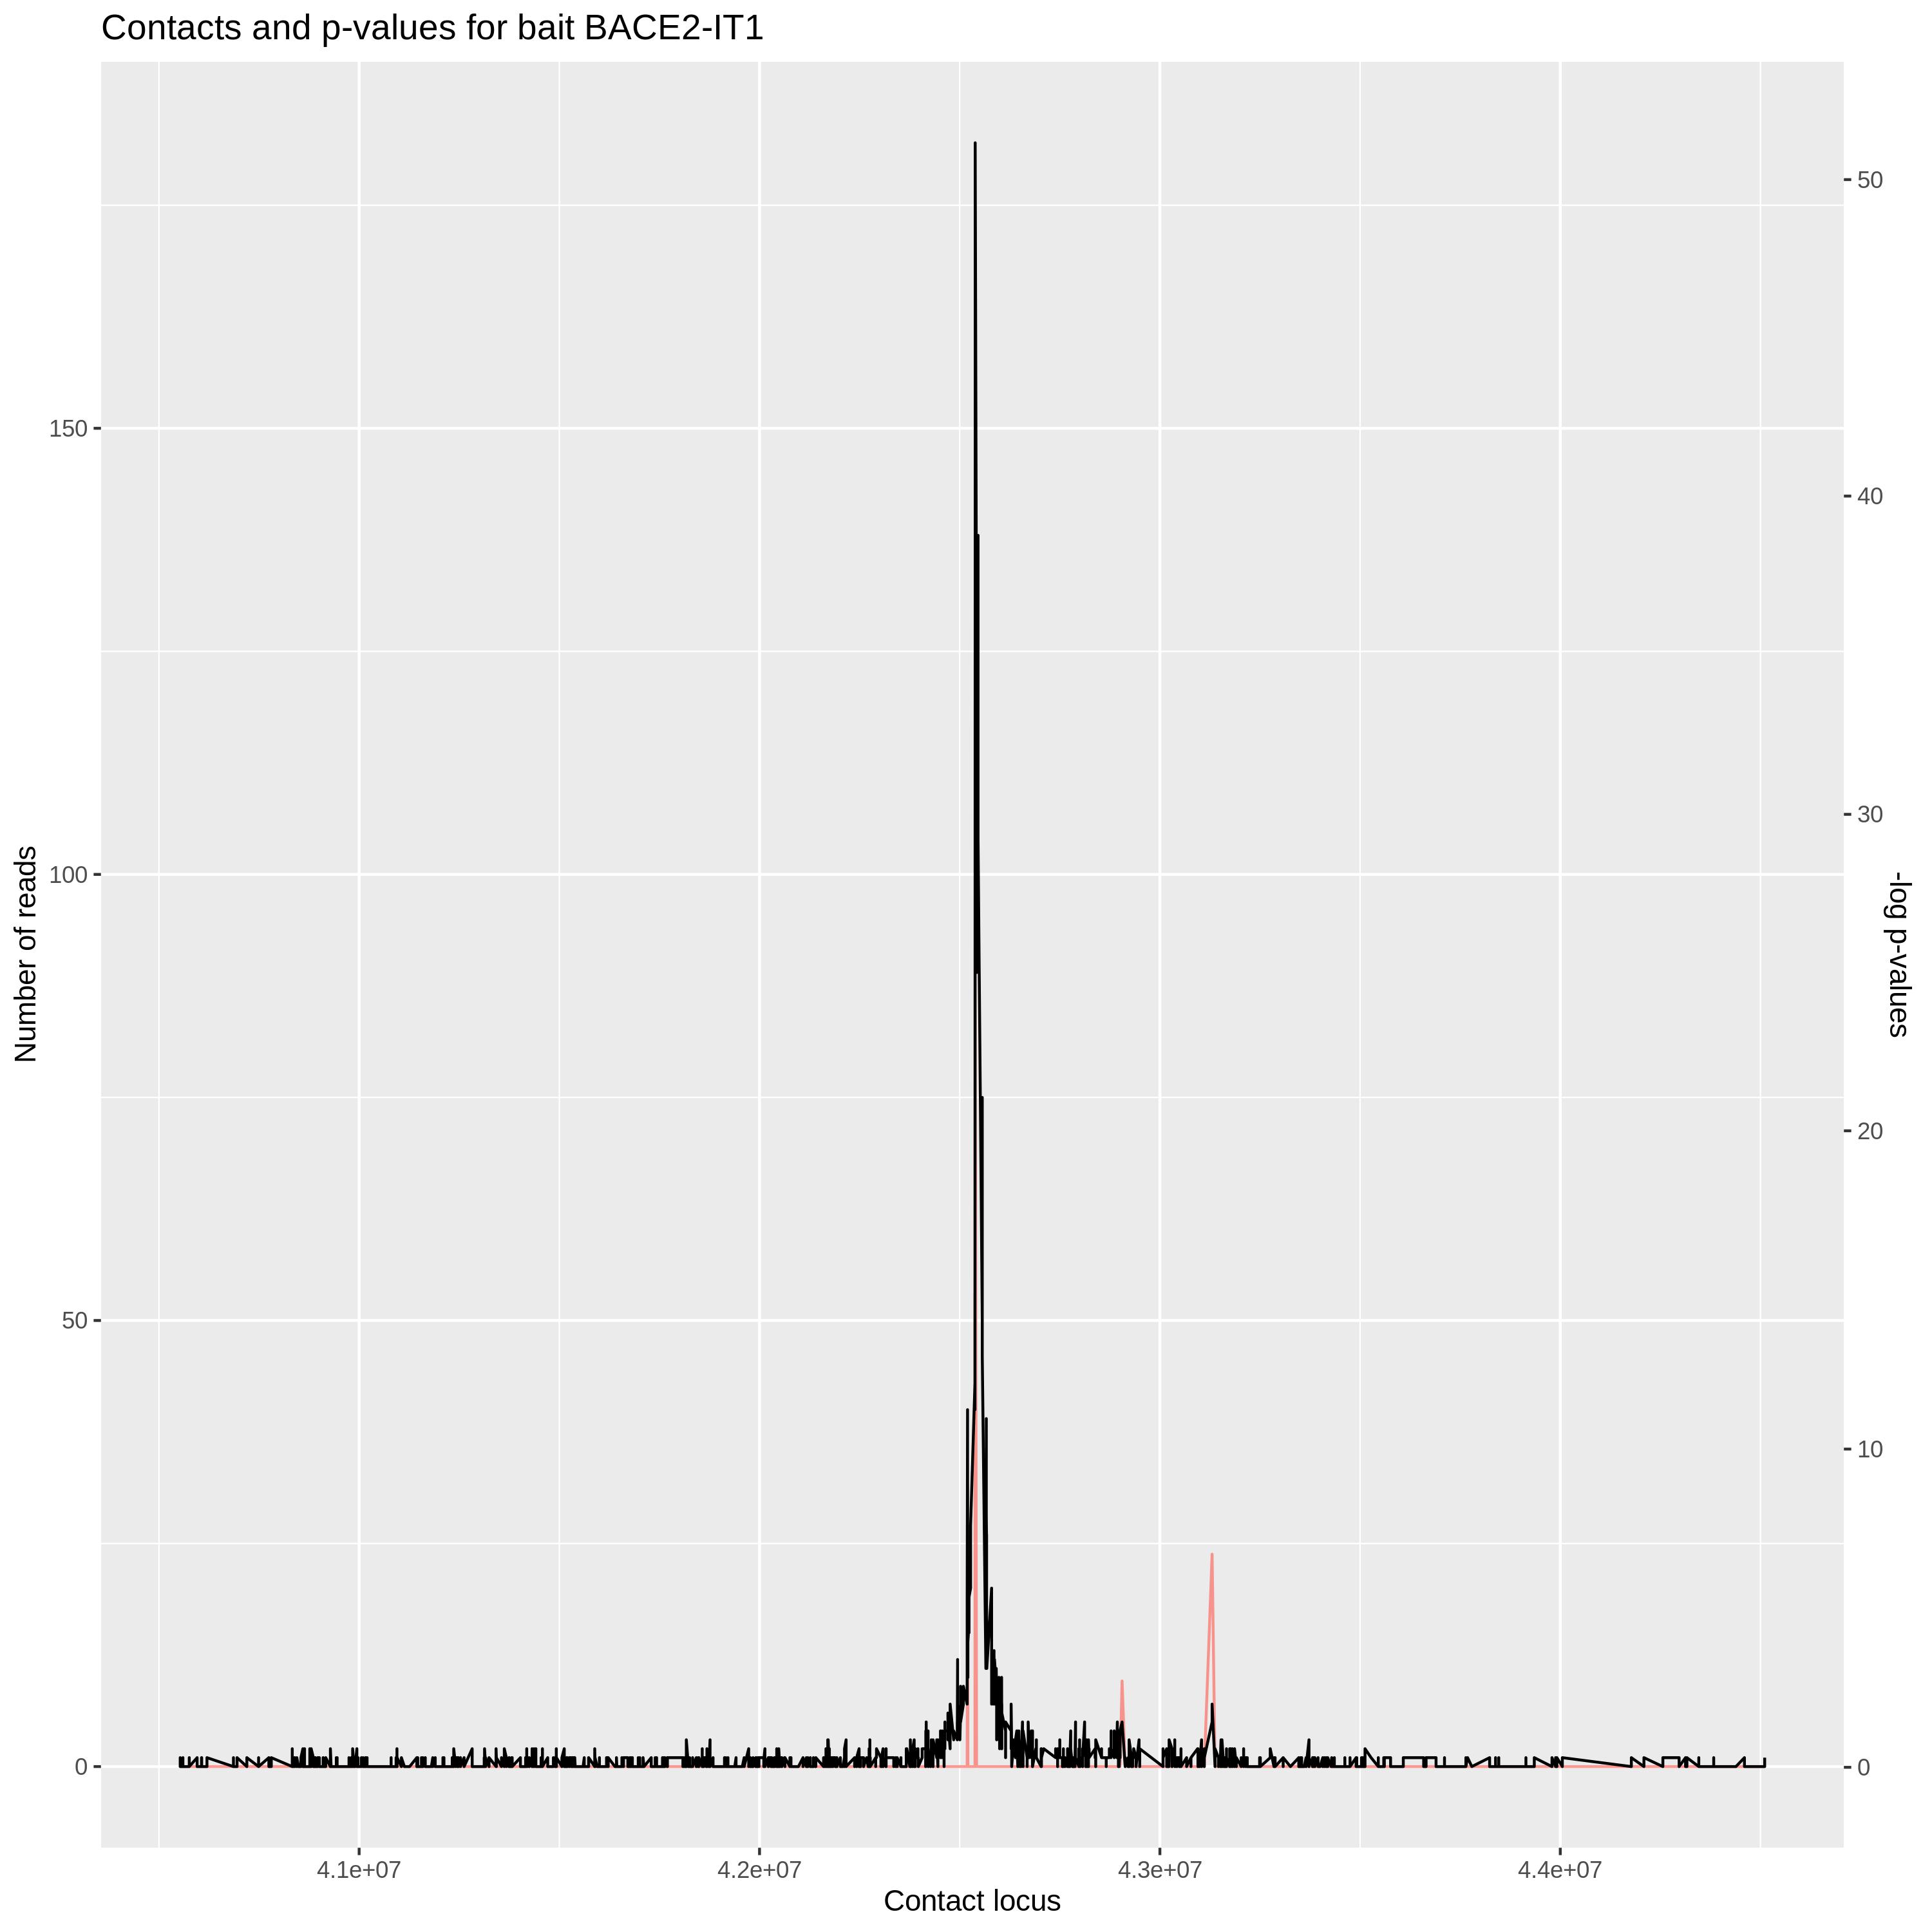 Contacts and p-values for bait BACE2-IT1
Number of reads
150
100
50
0
50
40
30
20
10
0
-log p-values
4.1e+07
4.2e+07
4.3e+07
4.4e+07
Contact locus